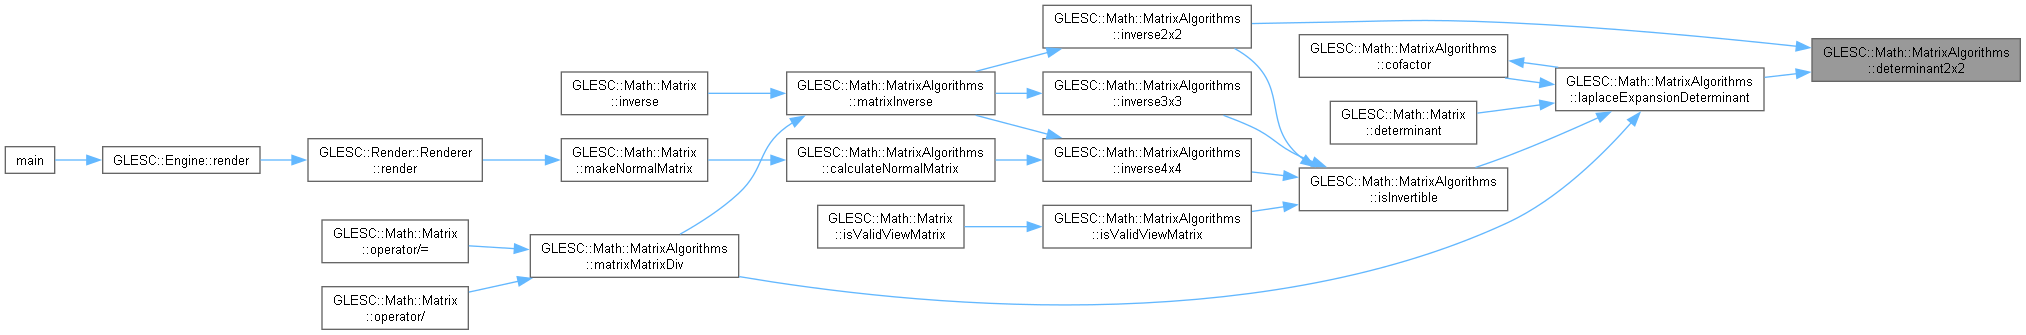 main
GLESC::Engine::render
GLESC::Render::Renderer
::render
GLESC::Math::Matrix
::inverse
GLESC::Math::Matrix
::makeNormalMatrix
GLESC::Math::Matrix
::operator/=
GLESC::Math::Matrix
::operator/
GLESC::Math::MatrixAlgorithms
::matrixMatrixDiv
GLESC::Math::MatrixAlgorithms
::matrixInverse
GLESC::Math::MatrixAlgorithms
::calculateNormalMatrix
GLESC::Math::Matrix
::isValidViewMatrix
GLESC::Math::MatrixAlgorithms
::inverse2x2
GLESC::Math::MatrixAlgorithms
::inverse3x3
GLESC::Math::MatrixAlgorithms
::inverse4x4
GLESC::Math::MatrixAlgorithms
::isValidViewMatrix
GLESC::Math::MatrixAlgorithms
::cofactor
GLESC::Math::Matrix
::determinant
GLESC::Math::MatrixAlgorithms
::isInvertible
GLESC::Math::MatrixAlgorithms
::laplaceExpansionDeterminant
GLESC::Math::MatrixAlgorithms
::determinant2x2